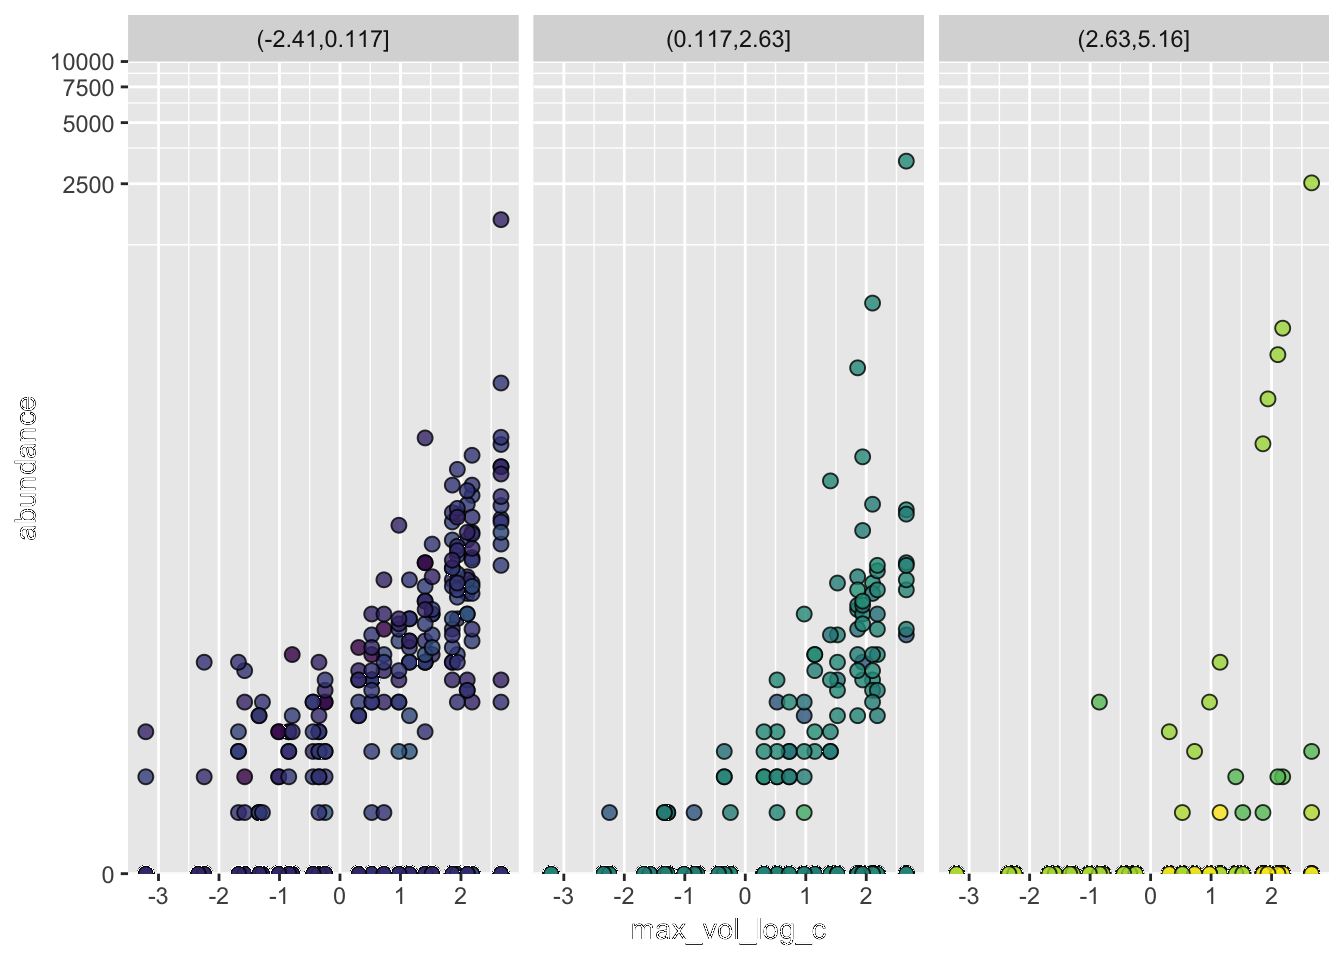 (-2.41,0.117] (0.117,2.63] (2.63,5.16]
10000
7500
5000
2500
0
abundance
-3 -2 -1 0 1 2 -3 -2 -1 0 1 2 -3 -2 -1 0 1 2
max_vol_log_c